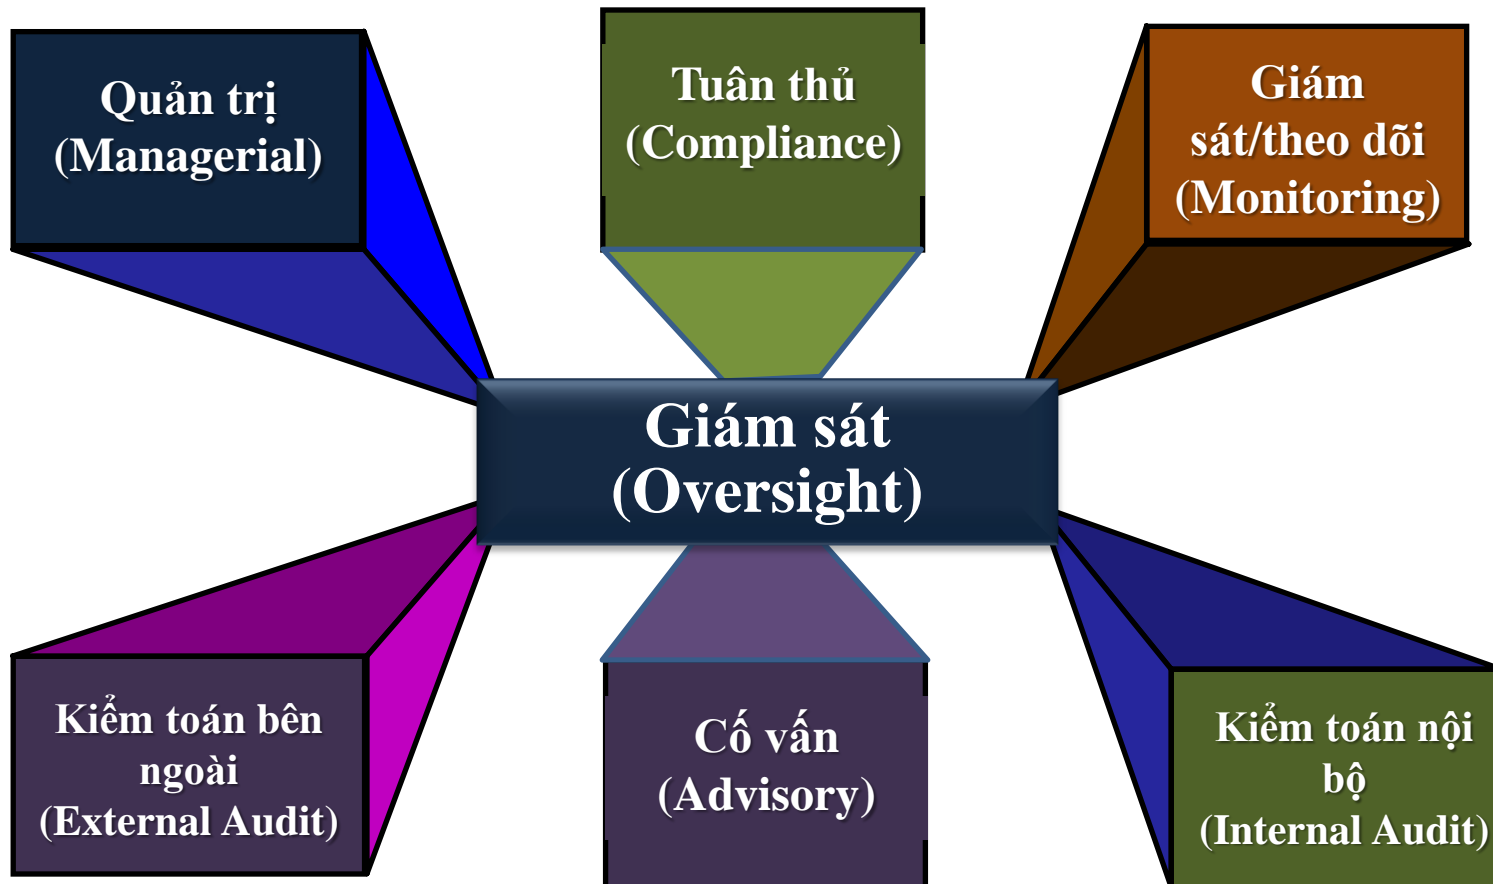 Quản trị
(Managerial)
Tuân thủ
(Compliance)
Giám
sát/theo dõi
(Monitoring)
Giám sát
(Oversight)
Kiểm toán bên
ngoài
(External Audit)
Cố vấn
(Advisory)
Kiểm toán nội
bộ
(Internal Audit)